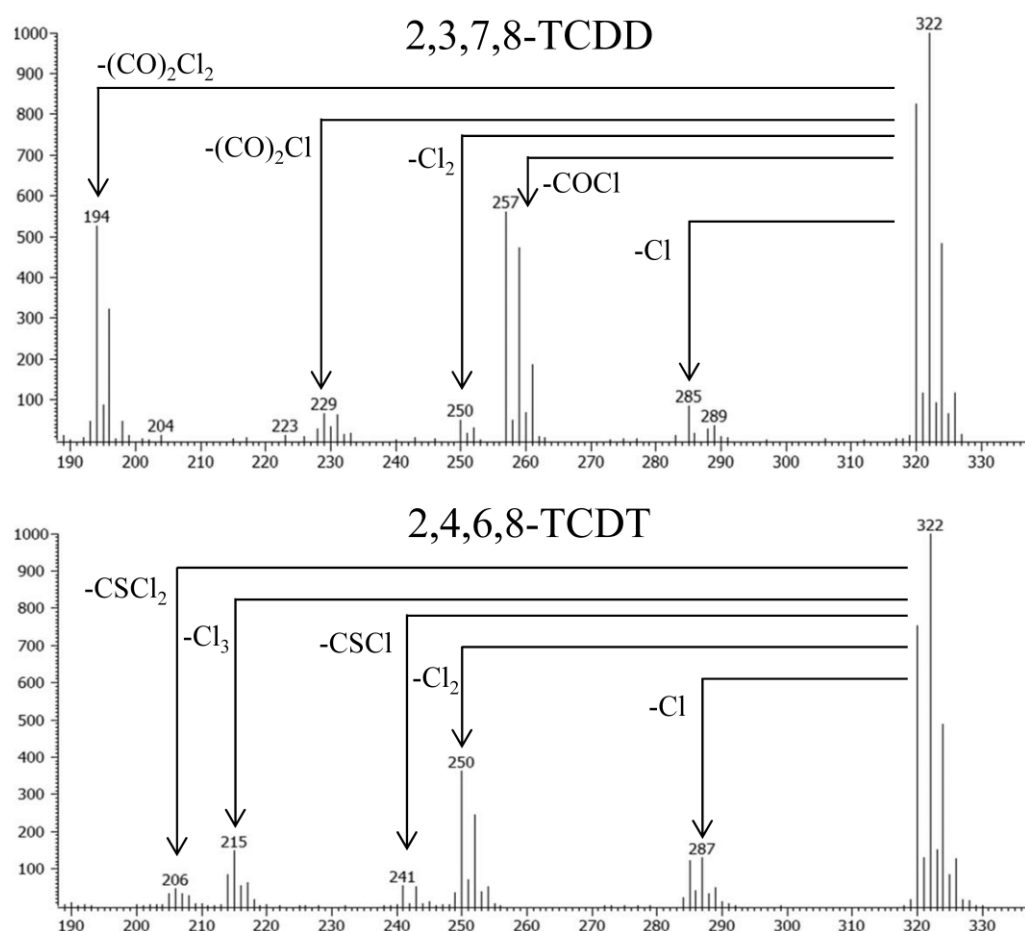 2,3,7,8-TCDD
322
1000
900
800
700
600
500
400
300
200
100
-(CO)₂Cl₂
-(CO)₂Cl
-Cl₂
-COCl
-Cl
194
204
223
229
250
257
285
289
190 200 210 220 230 240 250 260 270 280 290 300 310 320 330
2,4,6,8-TCDT
322
1000
900
800
700
600
500
400
300
200
100
-CSCl₂
-Cl₃
-CSCl
-Cl₂
-Cl
206
215
241
250
287
190 200 210 220 230 240 250 260 270 280 290 300 310 320 330